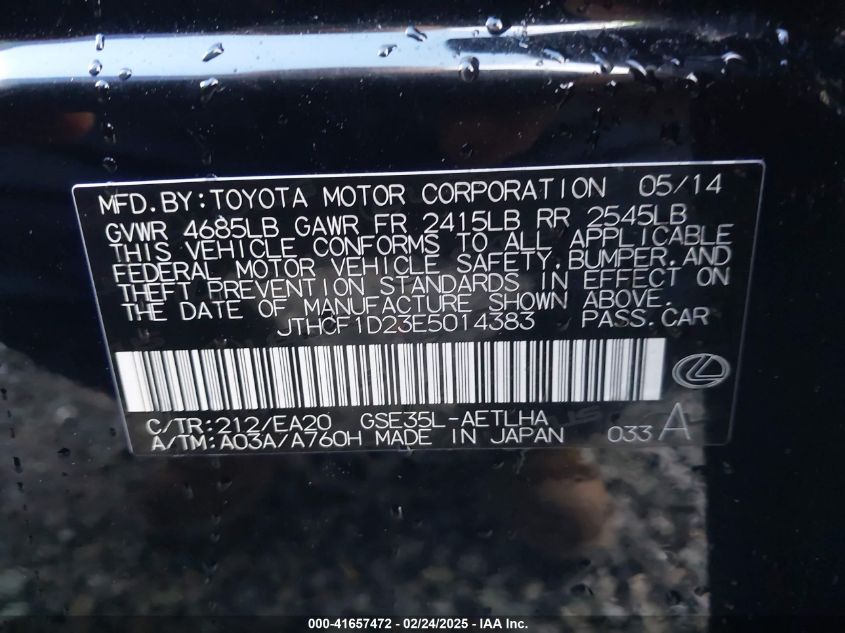 MFD.BY:TOYOTA MOTOR CORPORATION 05/14
GVWR 4685LB GAWR FR 2415LB RR 2545LB
THIS VEHICLE CONFORMS TO ALL APPLICABLE
FEDERAL MOTOR VEHICLE SAFETY,BUMPER,AND
THEFT PREVENTION STANDARDS IN EFFECT ON
THE DATE OF MANUFACTURE SHOWN ABOVE.
JTHCF1D23E5014383 PASS.CAR
C/TR:212/EA20 GSE35L-AETLHA
A/TM:A03A/A760H MADE IN JAPAN 033 A
000-41657472 - 02/24/2025 - IAA Inc.